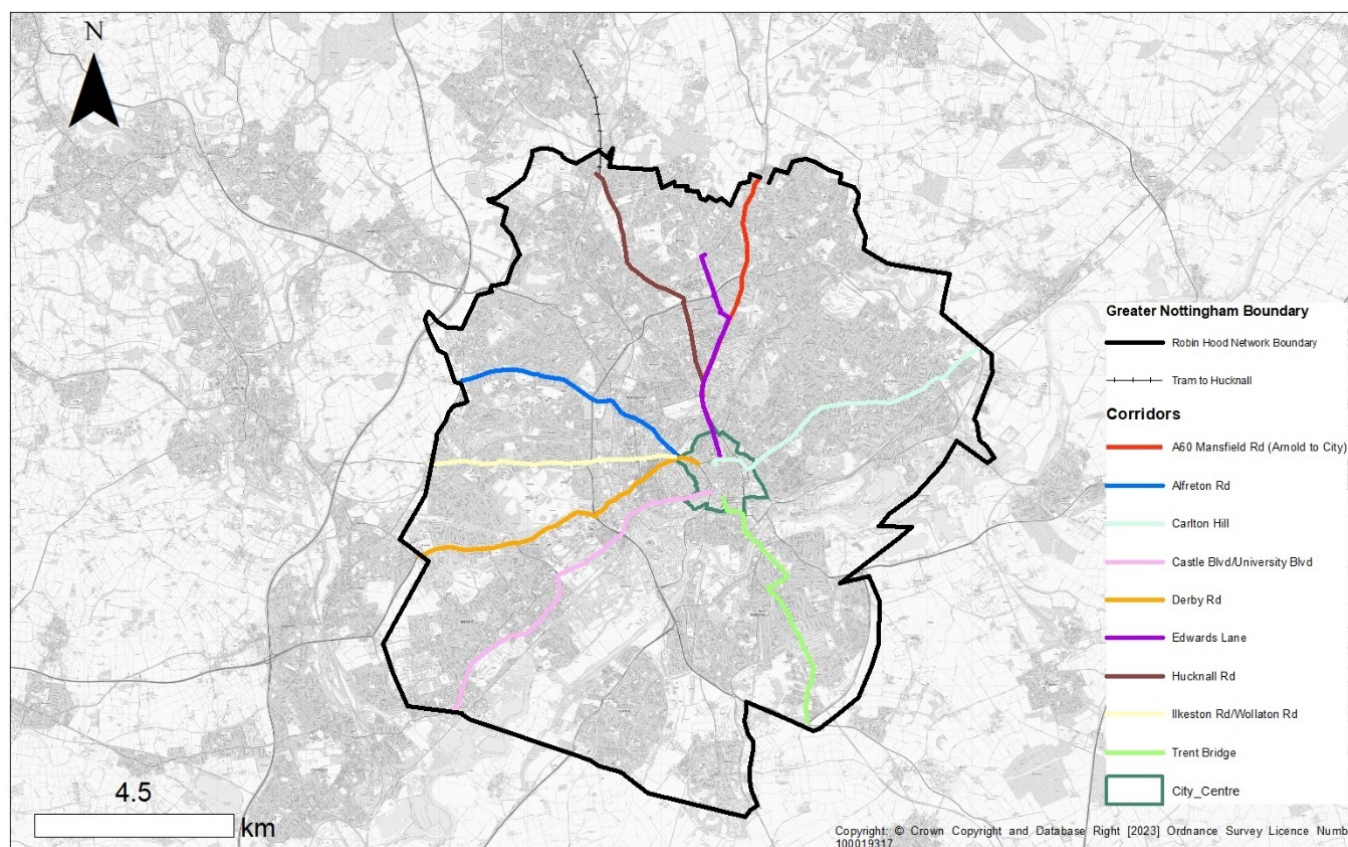 N
Greater Nottingham Boundary
Robin Hood Network Boundary
Tram to Hucknall
Corridors
A60 Mansfield Rd (Arnold to City)
Alfreton Rd
Carlton Hill
Castle Blvd/University Blvd
Derby Rd
Edwards Lane
Hucknall Rd
Ilkeston Rd/Wollaton Rd
Trent Bridge
City_Centre
4.5
km
Copyright: © Crown Copyright and Database Right [2023] Ordnance Survey Licence Numb
100019317